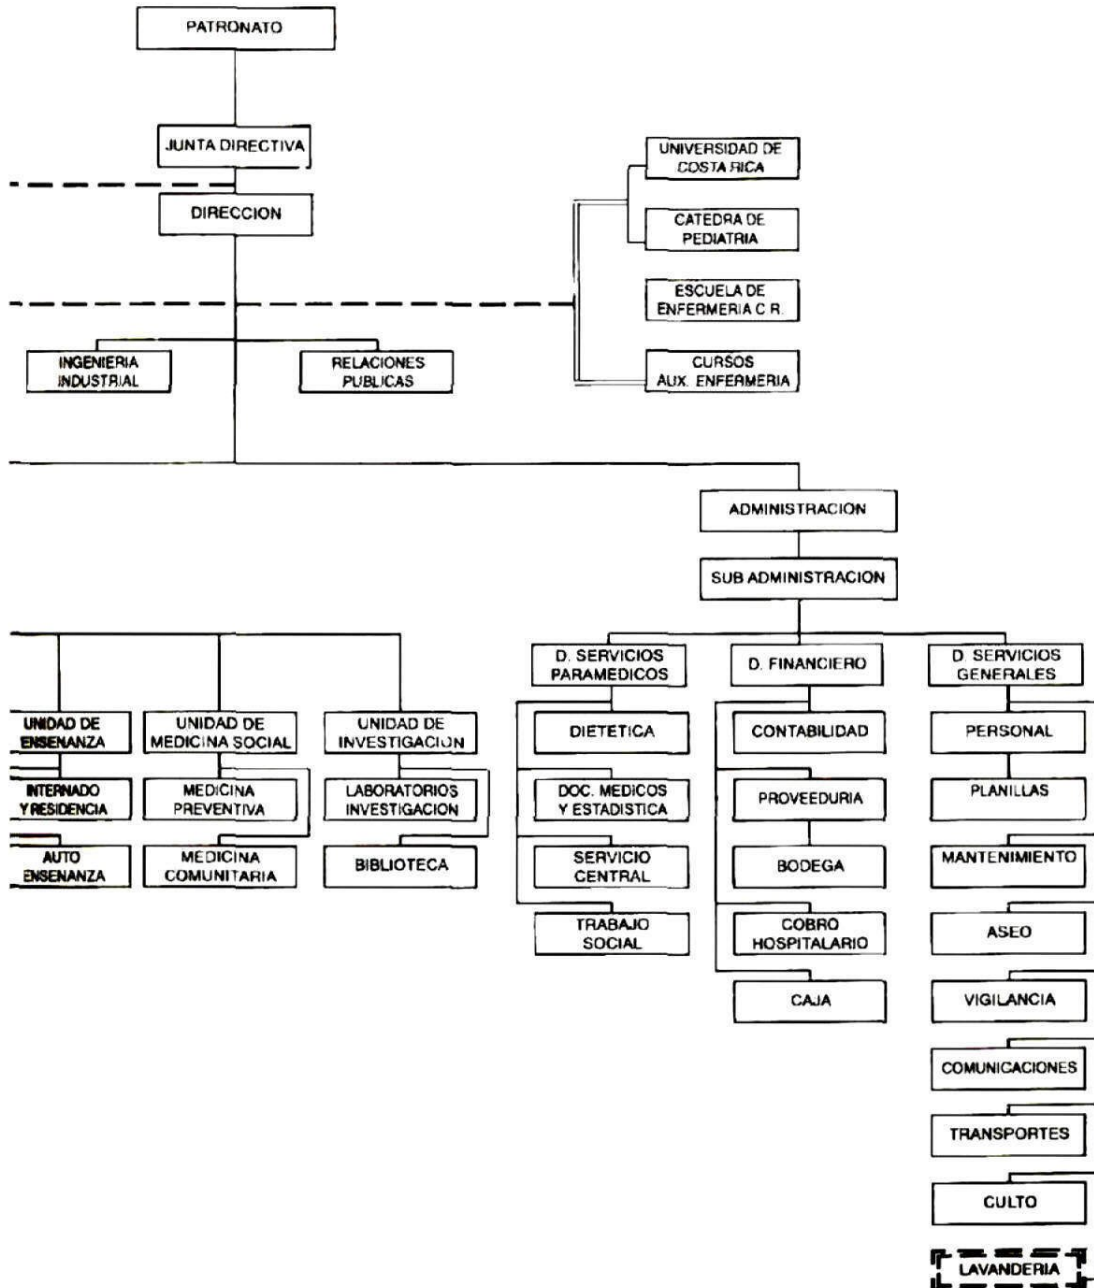 PATRONATO
JUNTA DIRECTIVA
DIRECCION
UNIVERSIDAD DE
COSTA RICA
CATEDRA DE
PEDIATRIA
ESCUELA DE
ENFERMERIA C.R.
CURSOS
AUX. ENFERMERIA
INGENIERIA
INDUSTRIAL
RELACIONES
PUBLICAS
ADMINISTRACION
SUB ADMINISTRACION
UNIDAD DE
ENSENANZA
INTERNADO
Y RESIDENCIA
AUTO
ENSENANZA
UNIDAD DE
MEDICINA SOCIAL
MEDICINA
PREVENTIVA
MEDICINA
COMUNITARIA
UNIDAD DE
INVESTIGACION
LABORATORIOS
INVESTIGACION
BIBLIOTECA
D. SERVICIOS
PARAMEDICOS
DIETETICA
DOC. MEDICOS
Y ESTADISTICA
SERVICIO
CENTRAL
TRABAJO
SOCIAL
D. FINANCIERO
CONTABILIDAD
PROVEEDURIA
BODEGA
COBRO
HOSPITALARIO
CAJA
D. SERVICIOS
GENERALES
PERSONAL
PLANILLAS
MANTENIMIENTO
ASEO
VIGILANCIA
COMUNICACIONES
TRANSPORTES
CULTO
LAVANDERIA